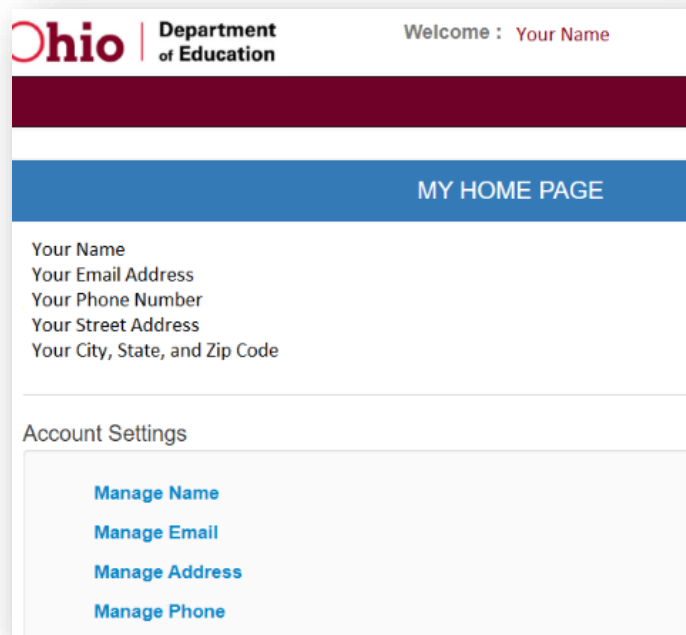 Ohio Department
of Education
Welcome : Your Name
MY HOME PAGE
Your Name
Your Email Address
Your Phone Number
Your Street Address
Your City, State, and Zip Code
Account Settings
Manage Name
Manage Email
Manage Address
Manage Phone